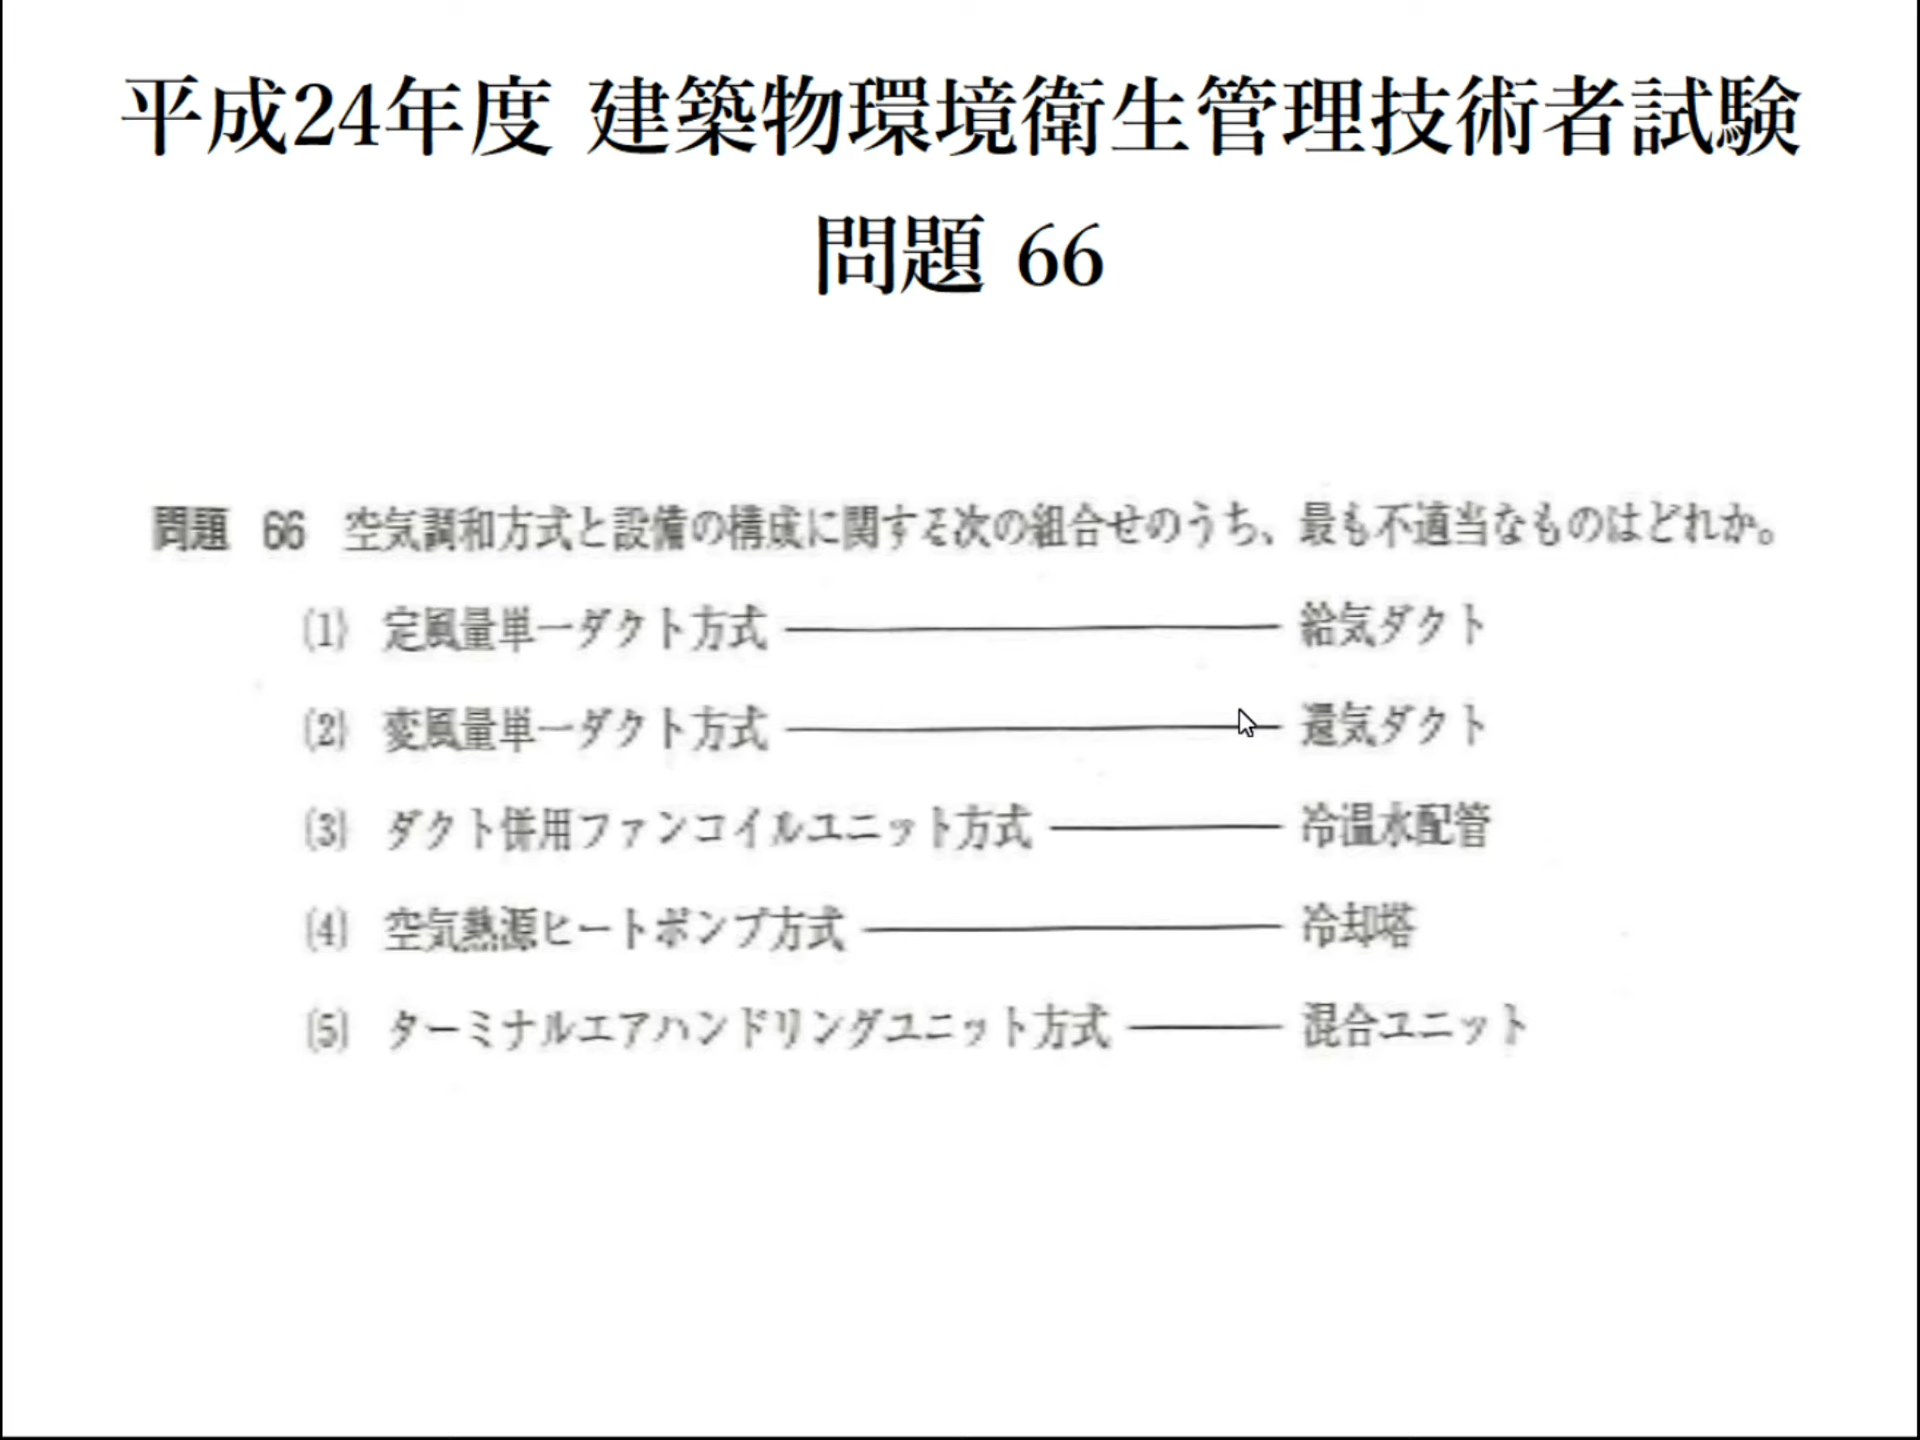 平成24年度 建築物環境衛生管理技術者試験
問題 66
問題 66 空気調和方式と設備の構成に関する次の組合せのうち、最も不適当なものはどれか。
(1) 定風量単一ダクト方式 ――― 給気ダクト
(2) 変風量単一ダクト方式 ――― 還気ダクト
(3) ダクト併用ファンコイルユニット方式 ――― 冷温水配管
(4) 空気熱源ヒートポンプ方式 ――― 冷却塔
(5) ターミナルエアハンドリングユニット方式 ――― 混合ユニット